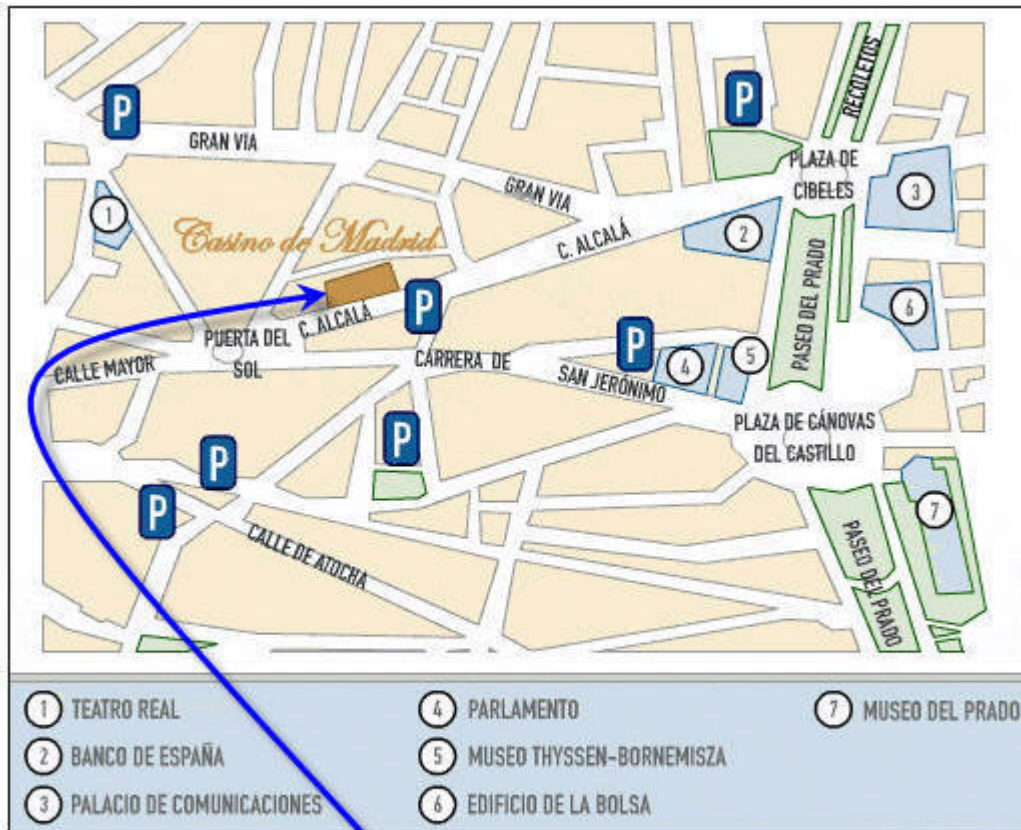 RECOLETOS
P
P
GRAN VIA
PLAZA DE
CIBELES
GRAN VIA
3
1
Casino de Madrid
C. ALCALÁ
2
PASEO DEL PRADO
P
6
C. ALCALÁ
PUERTA DEL
SOL
P
CALLE MAYOR
CARRERA DE
SAN JERÓNIMO
4
5
P
PLAZA DE CÁNOVAS
DEL CASTILLO
P
P
7
CALLE DE ATOCHA
PASEO DEL PRADO
PRADO
1 TEATRO REAL
2 BANCO DE ESPAÑA
3 PALACIO DE COMUNICACIONES
4 PARLAMENTO
5 MUSEO THYSSEN-BORNEMISZA
6 EDIFICIO DE LA BOLSA
7 MUSEO DEL PRADO